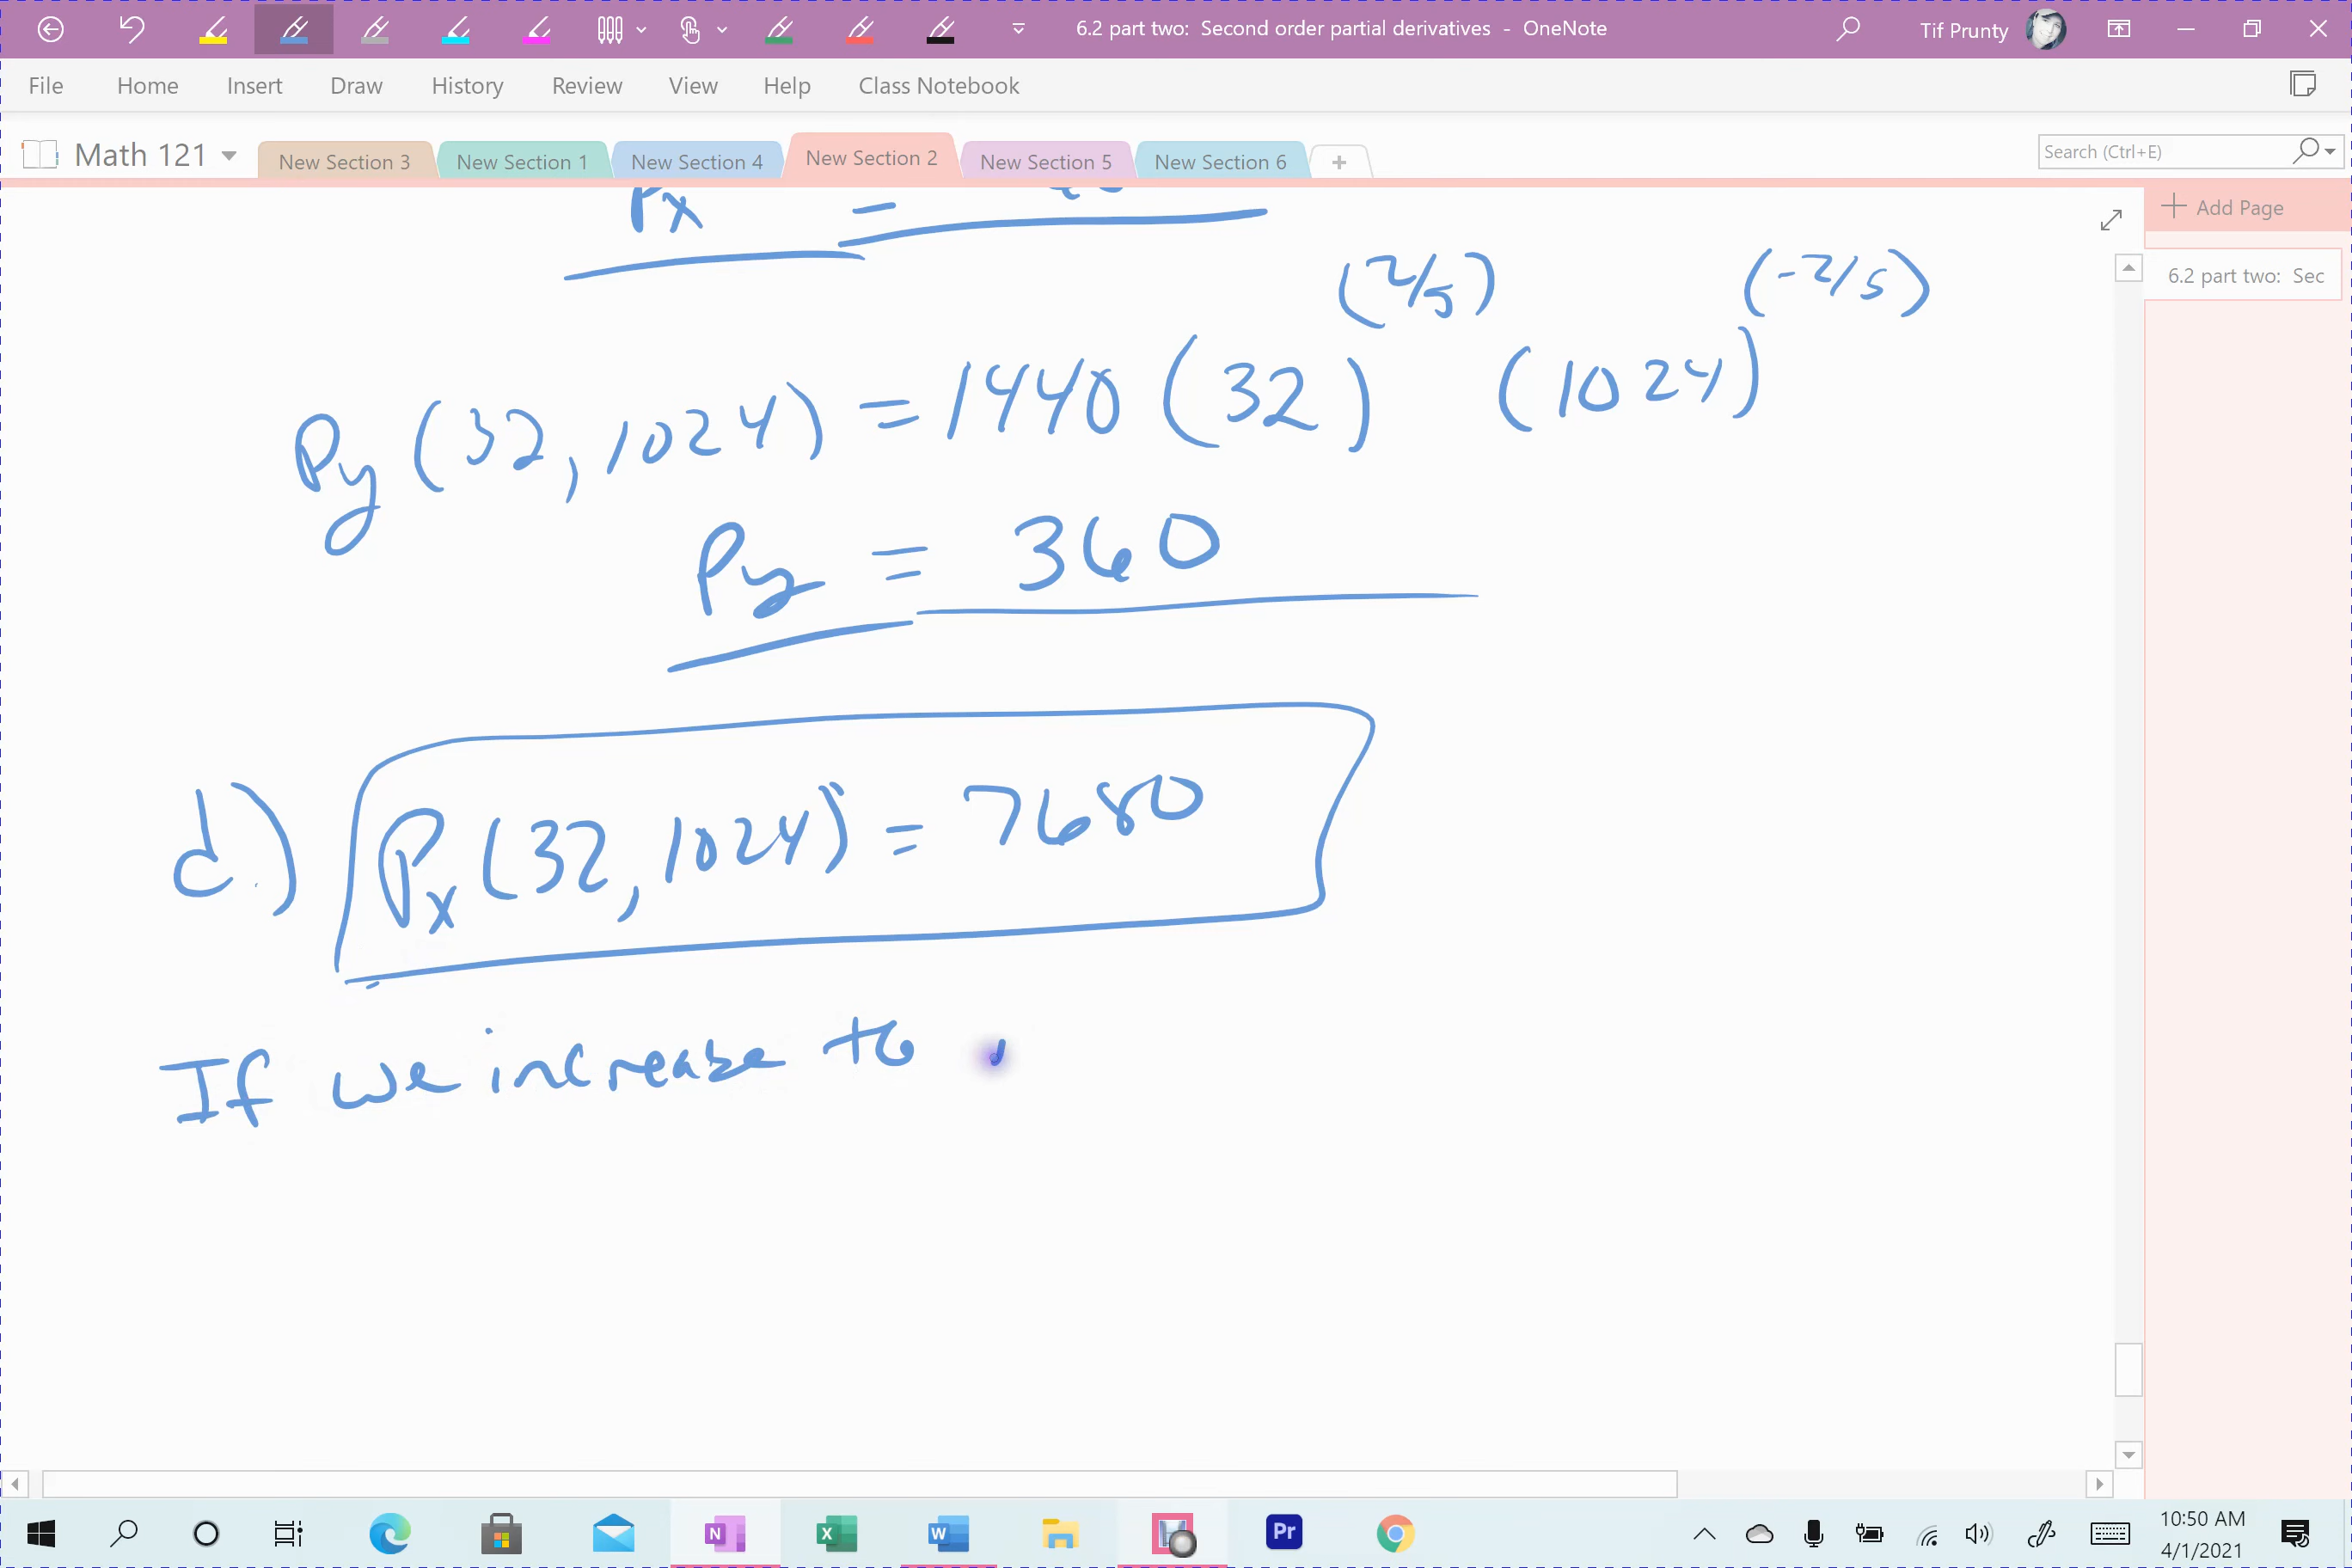 6.2 part two: Second order partial derivatives - OneNote
Tif Prunty
File Home Insert Draw History Review View Help Class Notebook
Math 121
New Section 3 New Section 1 New Section 4 New Section 2 New Section 5 New Section 6 +
Search (Ctrl+E)
Add Page
6.2 part two: Sec
Px =
Py (32, 1024) = 1440 (32)^(2/5) (1024)^(-2/5)
Py = 360
d.) Px (32, 1024) = 7680
If we increase to
N X W Pr
10:50 AM
4/1/2021